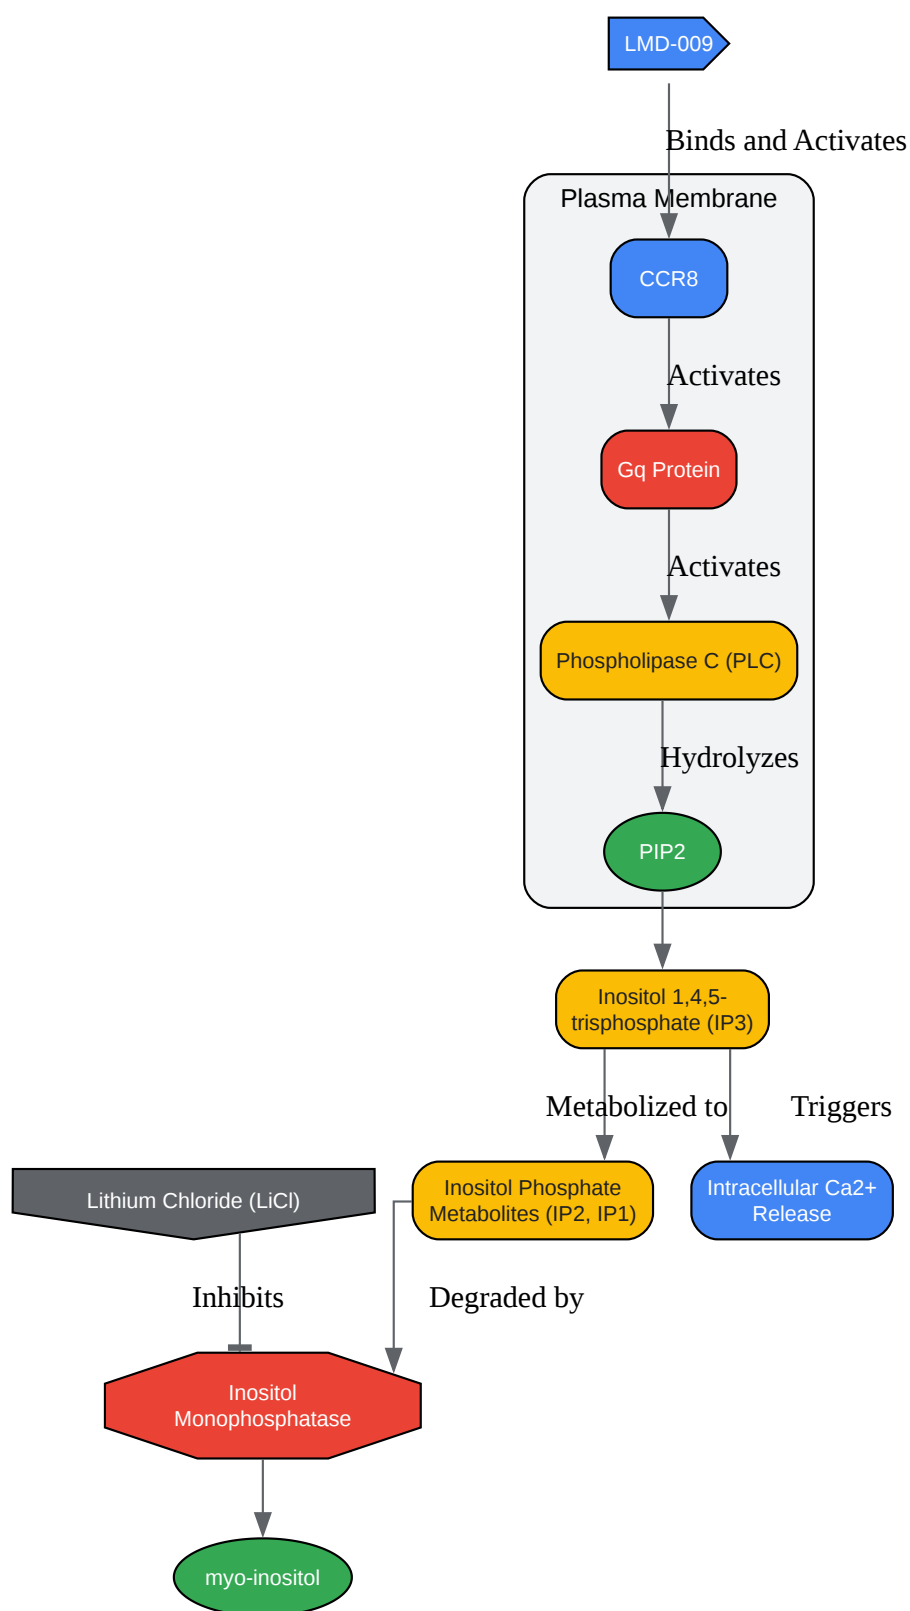 LMD-009
Binds and Activates
Plasma Membrane
CCR8
Activates
Gq Protein
Activates
Phospholipase C (PLC)
Hydrolyzes
PIP2
Inositol 1,4,5-
trisphosphate (IP3)
Metabolized to
Triggers
Lithium Chloride (LiCl)
Inositol Phosphate
Metabolites (IP2, IP1)
Intracellular Ca2+
Release
Inhibits
Degraded by
Inositol
Monophosphatase
myo-inositol